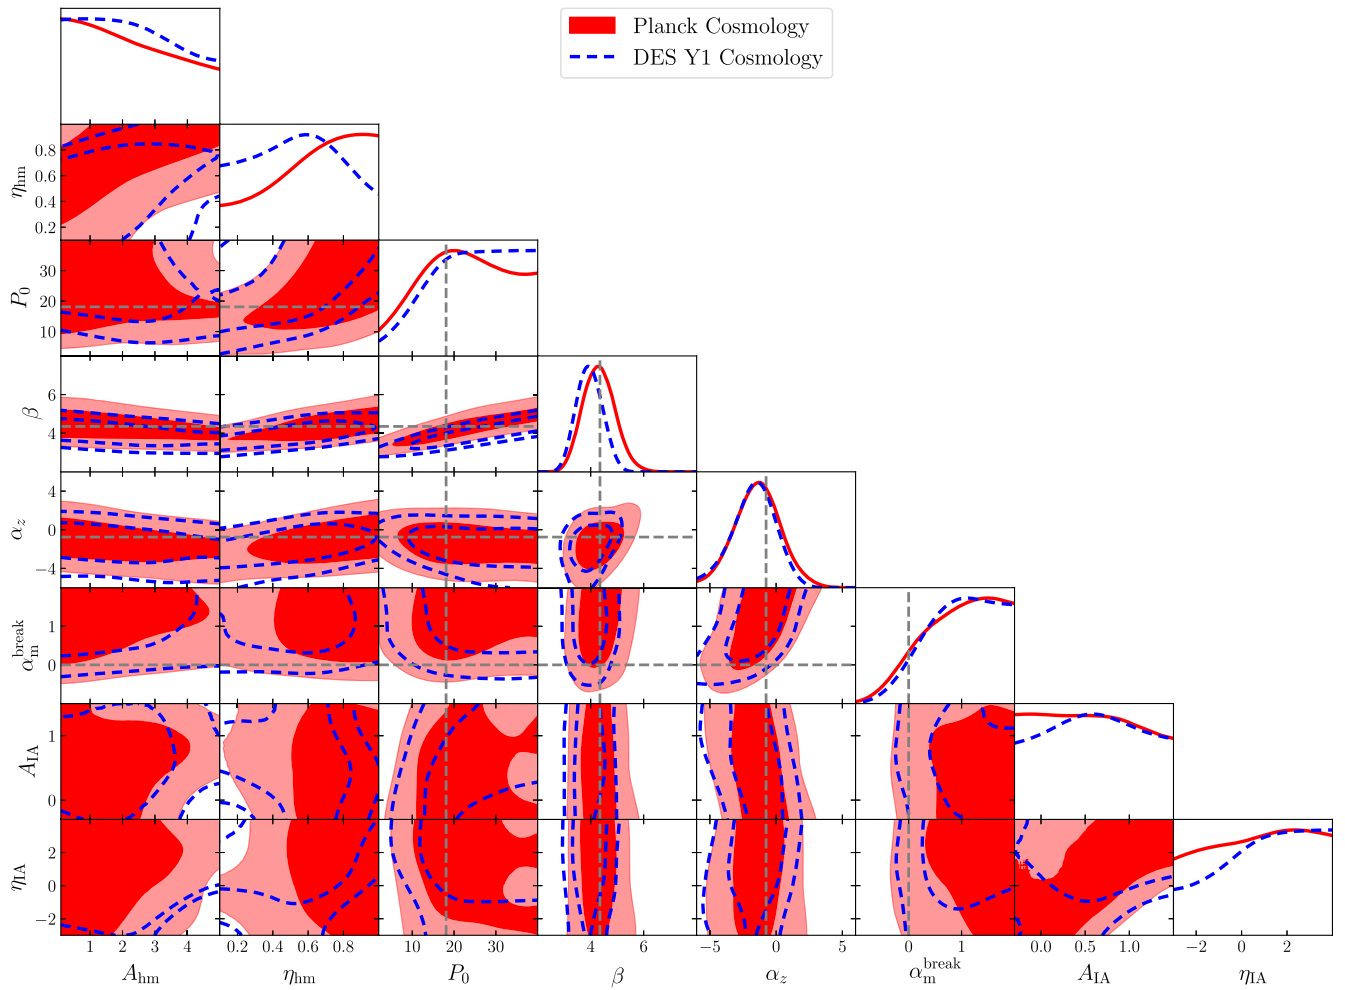 Planck Cosmology
DES Y1 Cosmology
η_hm
0.8
0.6
0.4
0.2
P_0
30
20
10
β
6
4
α_z
4
0
−4
α_m^break
1
0
A_IA
1
0
η_IA
2
0
−2
1 2 3 4 0.2 0.4 0.6 0.8 10 20 30 4 6 −5 0 5 0 1 0.0 0.5 1.0 −2 0 2
A_hm η_hm P_0 β α_z α_m^break A_IA η_IA